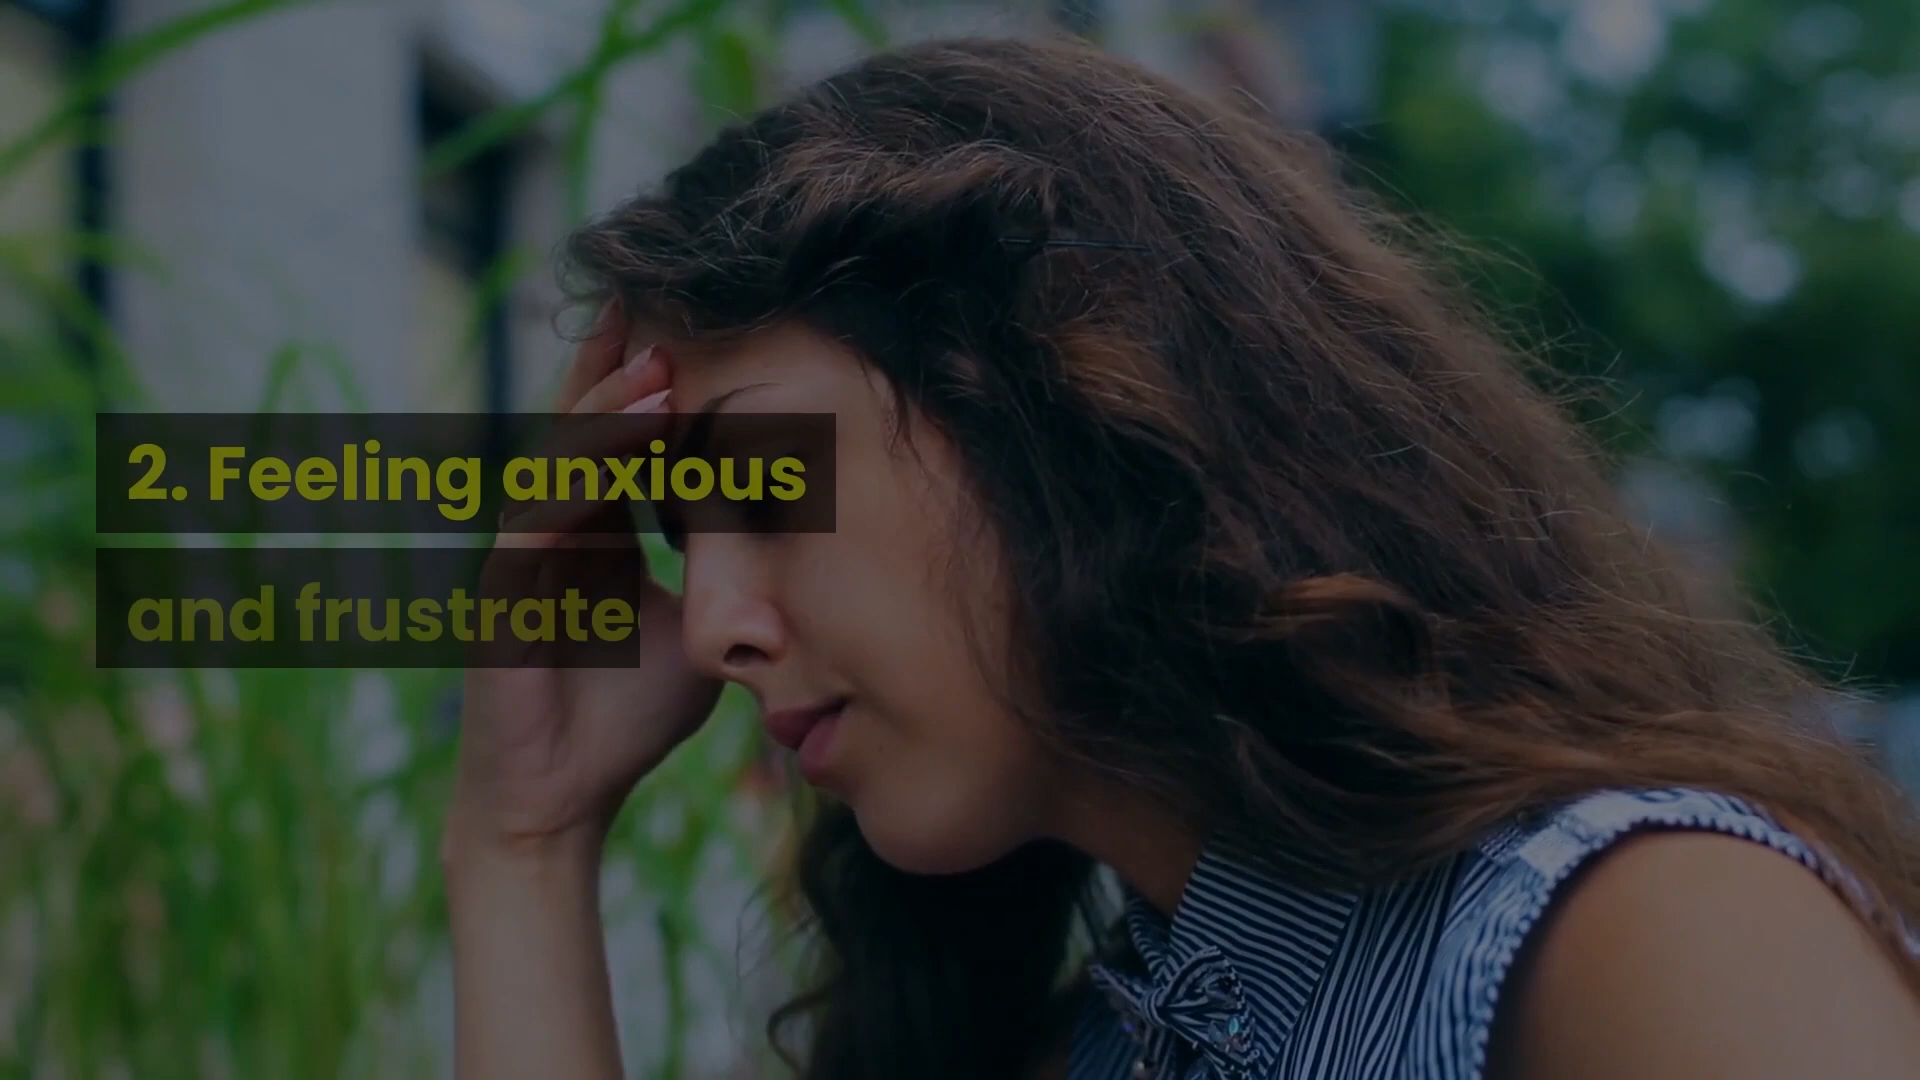 2. Feeling anxious
and frustrate